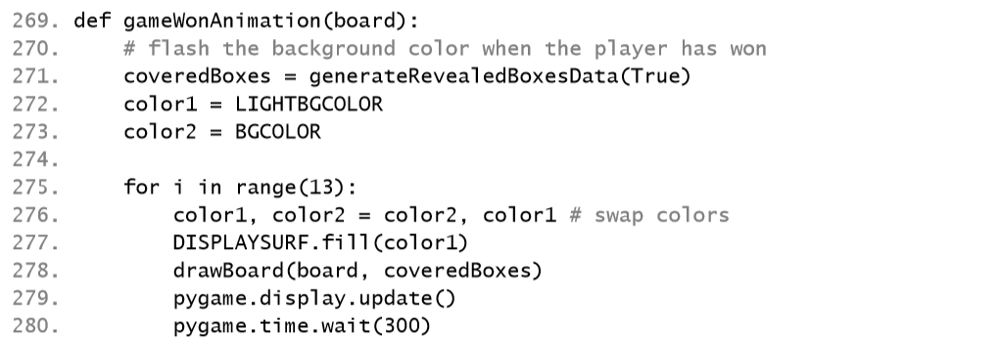 269. def gameWonAnimation(board):
270.     # flash the background color when the player has won
271.     coveredBoxes = generateRevealedBoxesData(True)
272.     color1 = LIGHTBGCOLOR
273.     color2 = BGCOLOR
274.
275.     for i in range(13):
276.         color1, color2 = color2, color1 # swap colors
277.         DISPLAYSURF.fill(color1)
278.         drawBoard(board, coveredBoxes)
279.         pygame.display.update()
280.         pygame.time.wait(300)